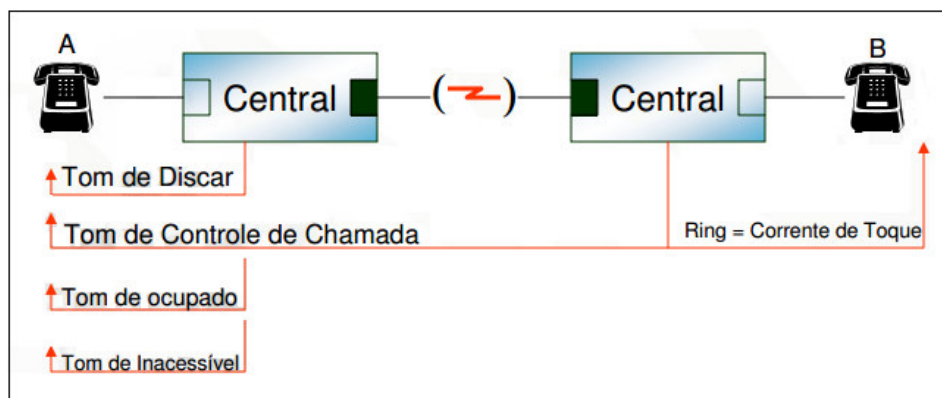 A
B
Central
Central
Tom de Discar
Tom de Controle de Chamada
Ring = Corrente de Toque
Tom de ocupado
Tom de Inacessível